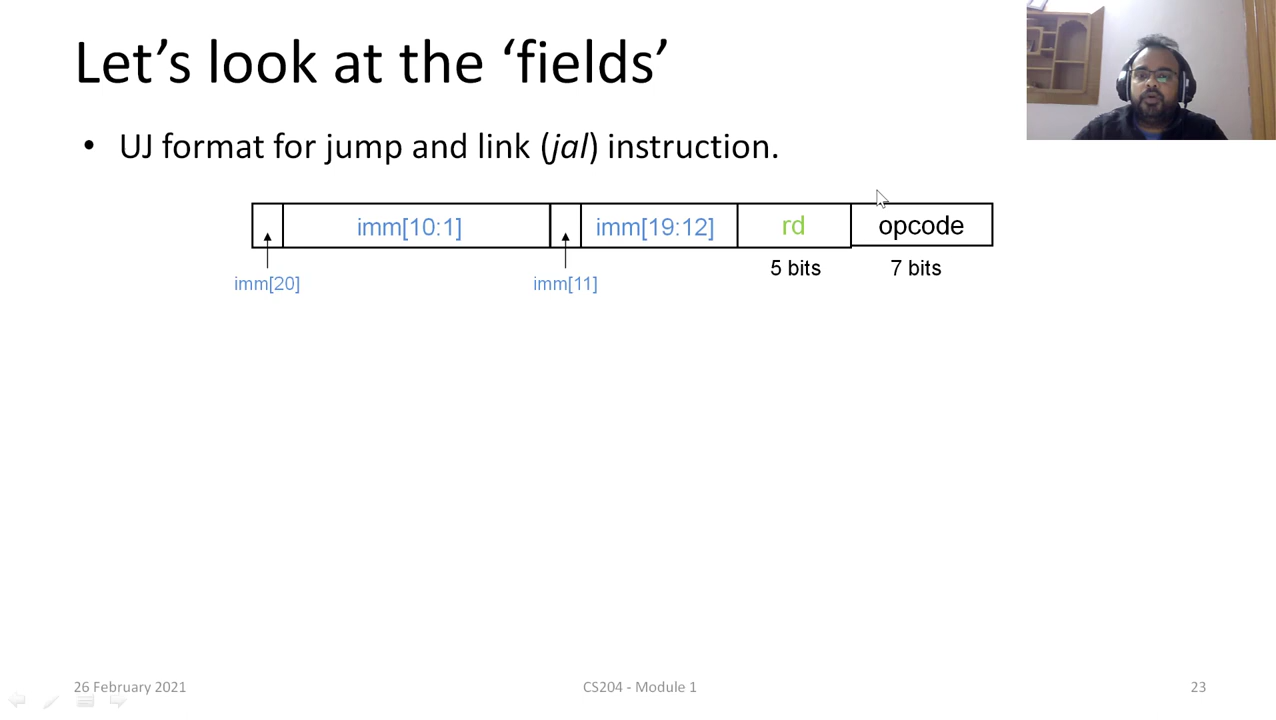 Let’s look at the ‘fields’
• UJ format for jump and link (jal) instruction.
imm[10:1] imm[19:12] rd opcode
5 bits 7 bits
imm[20] imm[11]
26 February 2021 CS204 - Module 1 23